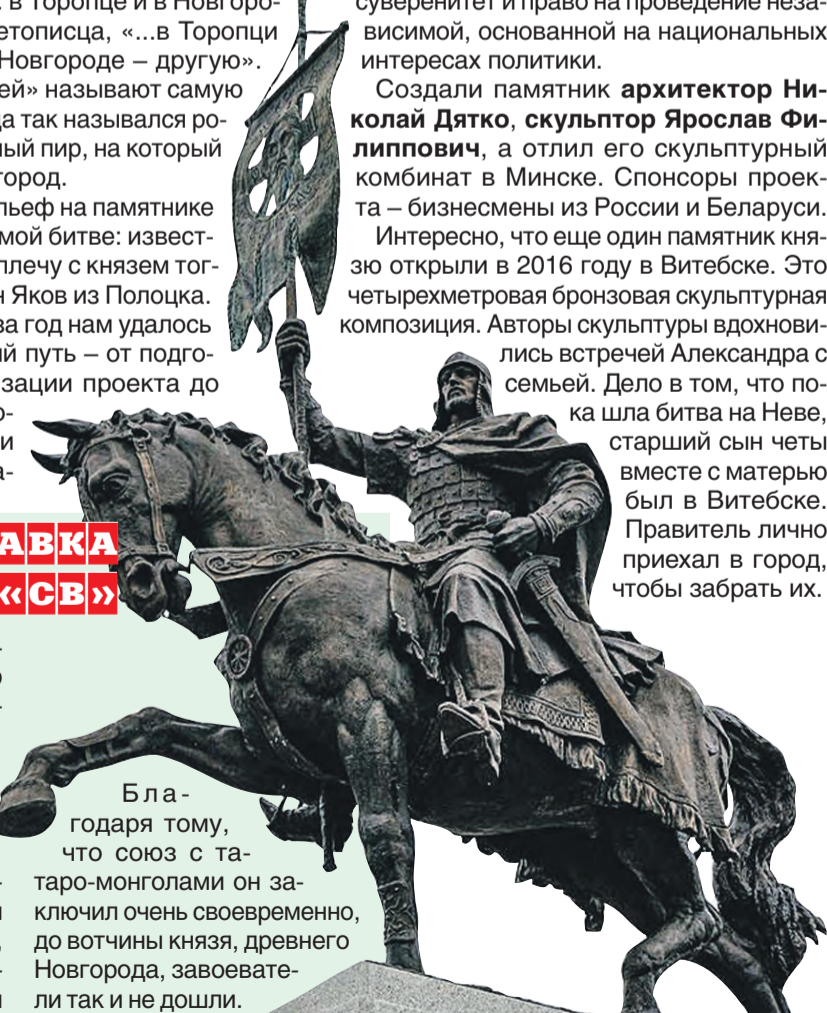 в Торопце и в Новгоро-
етописца, «...в Торопци
Новгороде – другую».
ей» называют самую
да так назывался ро-
ный пир, на который
город.
льеф на памятнике
мой битве: извест-
плечу с князем тог-
н Яков из Полоцка.
ва год нам удалось
ый путь – от подго-
зации проекта до
о-
и
а-
суверенитет и право на проведение неза-
висимой, основанной на национальных
интересах политики.
Создали памятник архитектор Ни-
колай Дятко, скульптор Ярослав Фи-
липпович, а отлил его скульптурный
комбинат в Минске. Спонсоры проек-
та – бизнесмены из России и Беларуси.
Интересно, что еще один памятник кня-
зю открыли в 2016 году в Витебске. Это
четырехметровая бронзовая скульптурная
композиция. Авторы скульптуры вдохнови-
лись встречей Александра с
семьей. Дело в том, что по-
ка шла битва на Неве,
старший сын четы
вместе с матерью
был в Витебске.
Правитель лично
приехал в город,
чтобы забрать их.
АВКА
«СВ»
Бла-
годаря тому,
что союз с та-
таро-монголами он за-
ключил очень своевременно,
до вотчины князя, древнего
Новгорода, завоевате-
ли так и не дошли.